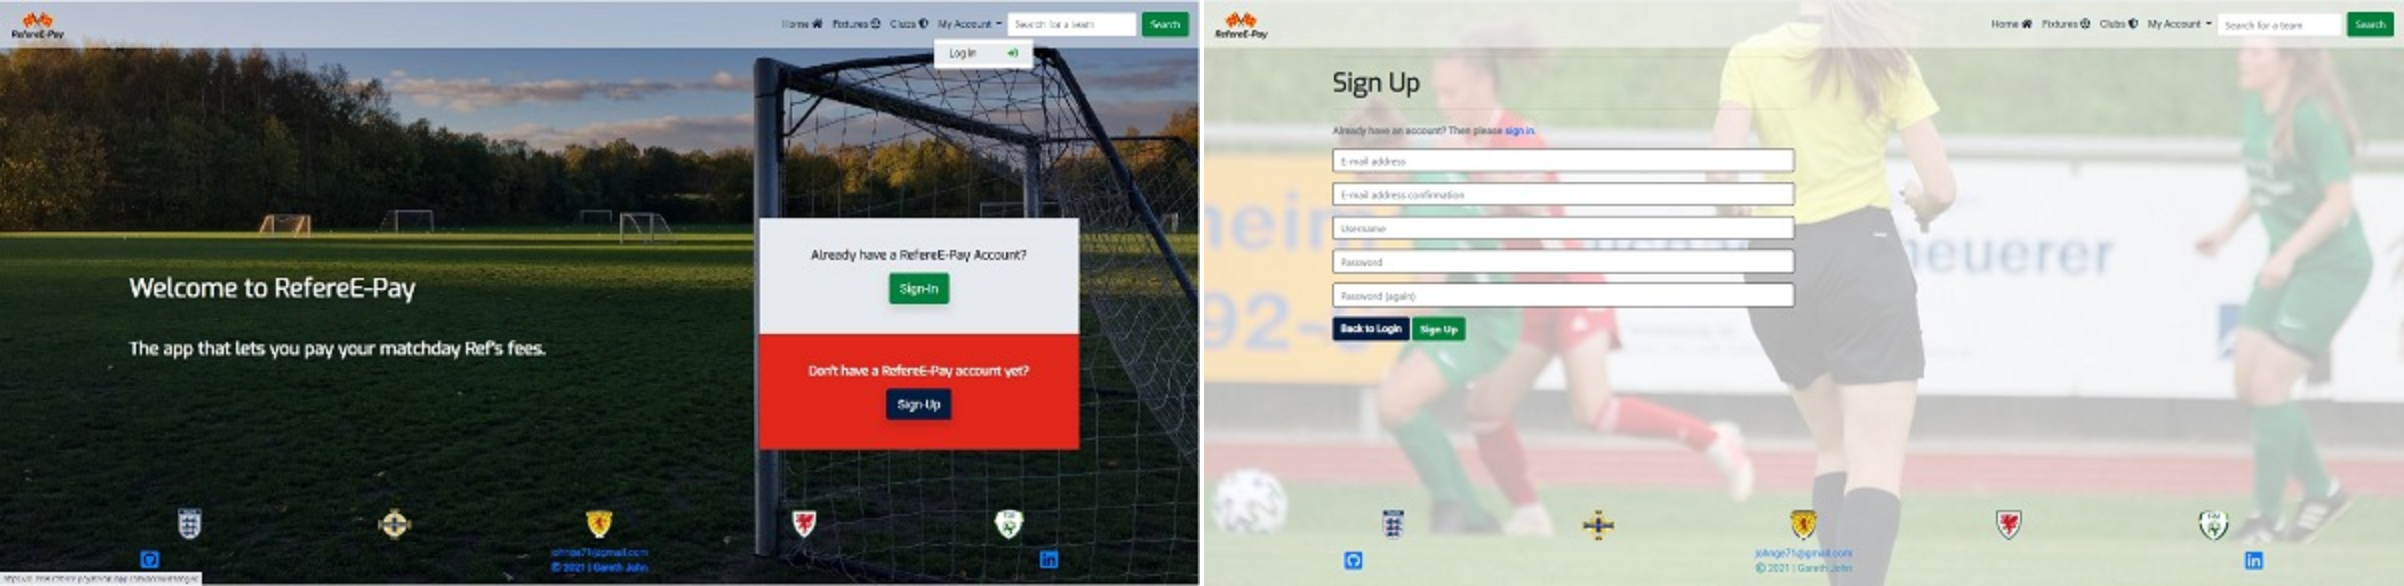 RefereE-Pay
Home Fixtures Clubs My Account Search for a team Search
Log In
Already have a RefereE-Pay Account?
Sign-In
Welcome to RefereE-Pay
The app that lets you pay your matchday Ref's fees.
Don't have a RefereE-Pay account yet?
Sign-Up
johnge71@gmail.com
© 2021 | Gareth John
RefereE-Pay
Home Fixtures Clubs My Account Search for a team Search
Sign Up
Already have an account? Then please sign in.
E-mail address
E-mail address confirmation
Username
Password
Password (again)
Back to Login Sign Up
heim
heuerer
92-
johnge71@gmail.com
© 2021 | Gareth John